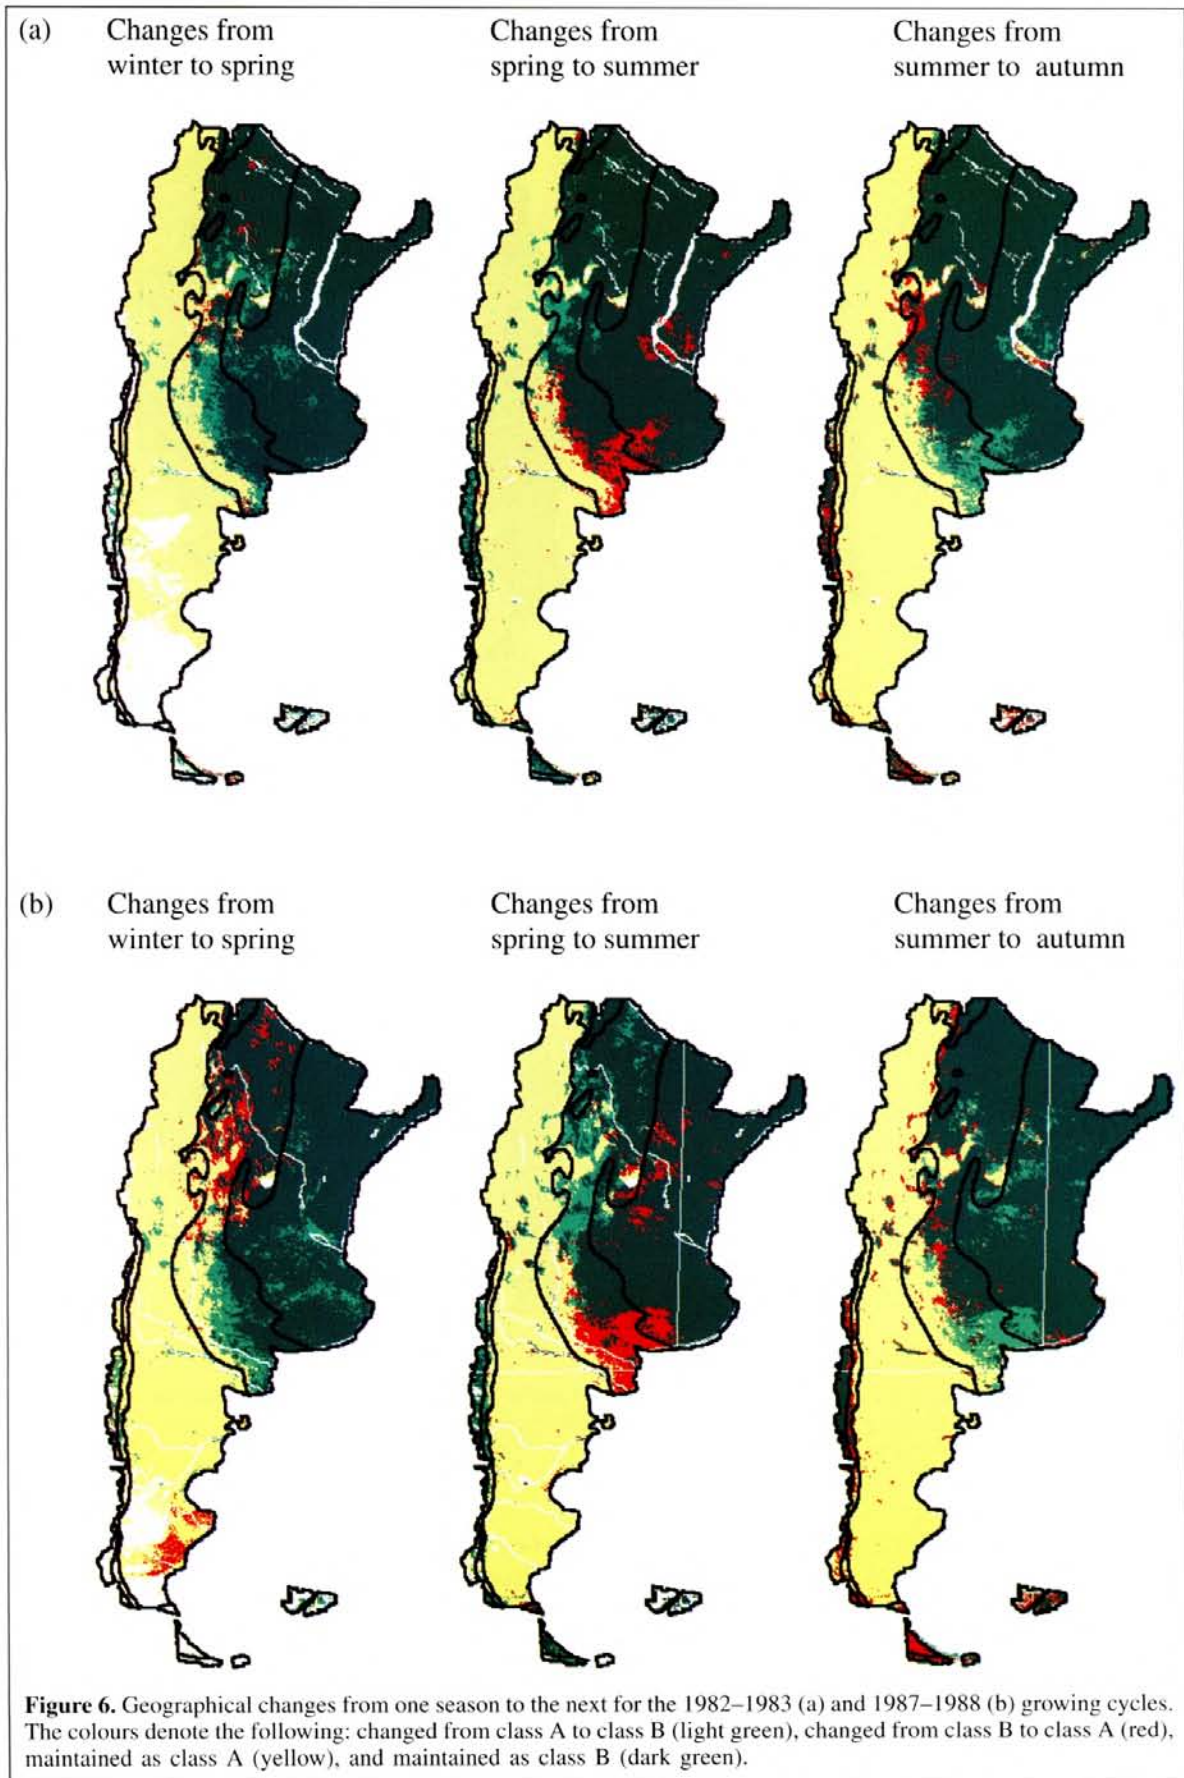 (a)
Changes from
winter to spring
Changes from
spring to summer
Changes from
summer to autumn
(b)
Changes from
winter to spring
Changes from
spring to summer
Changes from
summer to autumn
Figure 6. Geographical changes from one season to the next for the 1982–1983 (a) and 1987–1988 (b) growing cycles.
The colours denote the following: changed from class A to class B (light green), changed from class B to class A (red),
maintained as class A (yellow), and maintained as class B (dark green).